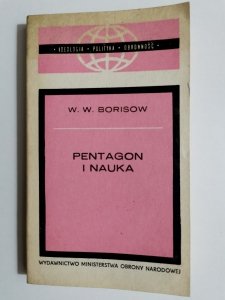 • IDEOLOGIA • POLITYKA • OBRONNOŚĆ •
W. W. BORISOW
PENTAGON
I NAUKA
WYDAWNICTWO MINISTERSTWA OBRONY NARODOWEJ